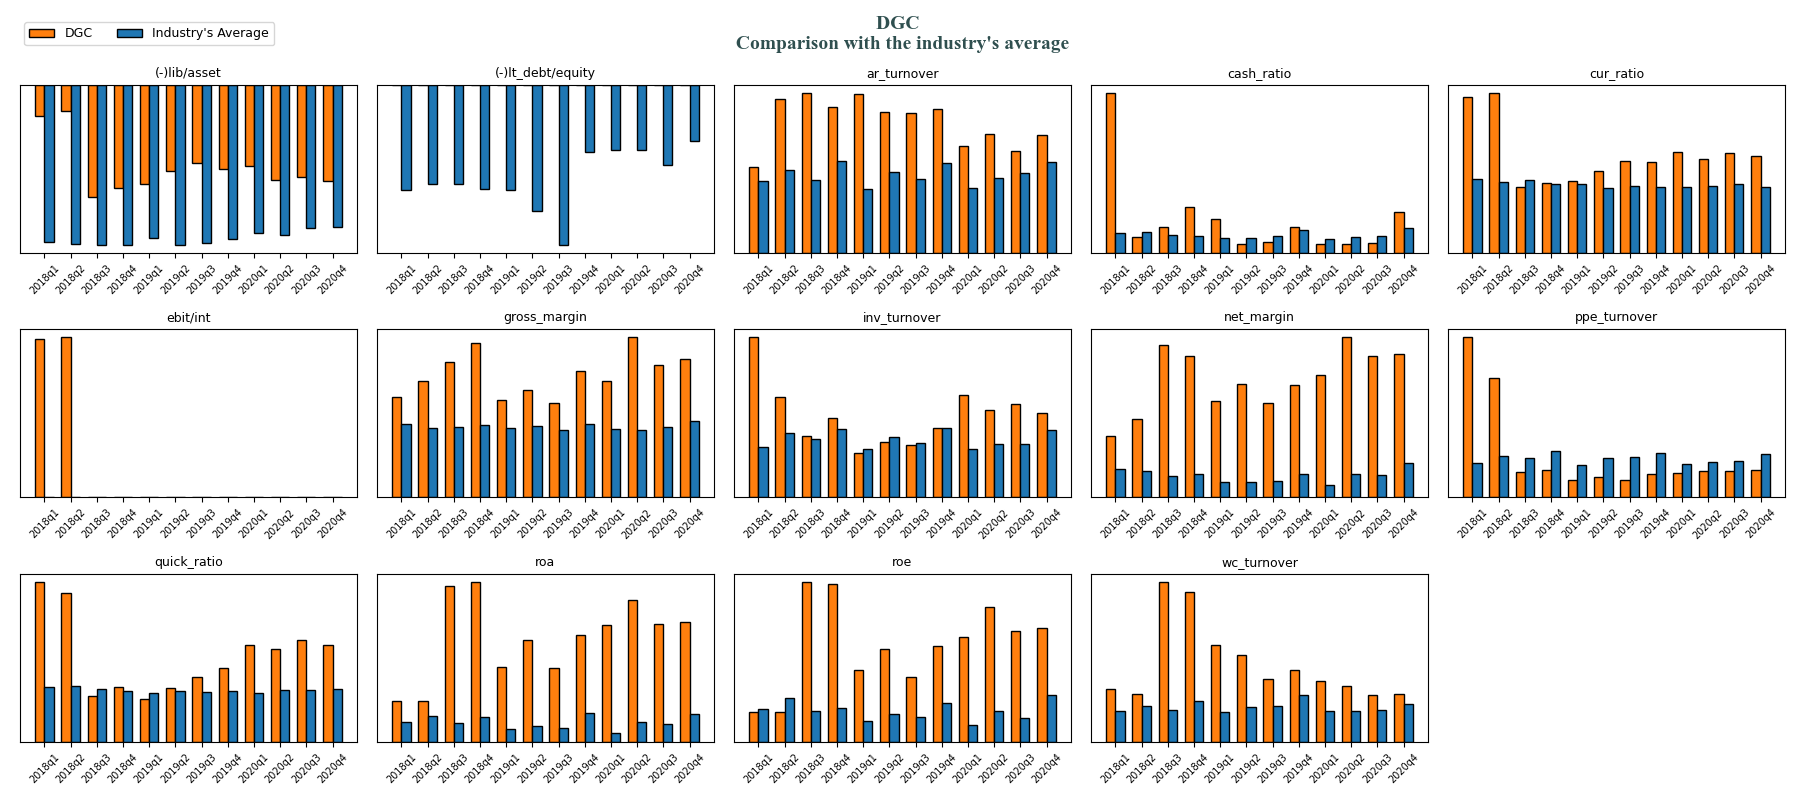 DGC
Comparison with the industry's average
DGC Industry's Average
(-)lib/asset
2018q1 2018q2 2018q3 2018q4 2019q1 2019q2 2019q3 2019q4 2020q1 2020q2 2020q3 2020q4
(-)lt_debt/equity
2018q1 2018q2 2018q3 2018q4 2019q1 2019q2 2019q3 2019q4 2020q1 2020q2 2020q3 2020q4
ar_turnover
2018q1 2018q2 2018q3 2018q4 2019q1 2019q2 2019q3 2019q4 2020q1 2020q2 2020q3 2020q4
cash_ratio
2018q1 2018q2 2018q3 2018q4 2019q1 2019q2 2019q3 2019q4 2020q1 2020q2 2020q3 2020q4
cur_ratio
2018q1 2018q2 2018q3 2018q4 2019q1 2019q2 2019q3 2019q4 2020q1 2020q2 2020q3 2020q4
ebit/int
2018q1 2018q2 2018q3 2018q4 2019q1 2019q2 2019q3 2019q4 2020q1 2020q2 2020q3 2020q4
gross_margin
2018q1 2018q2 2018q3 2018q4 2019q1 2019q2 2019q3 2019q4 2020q1 2020q2 2020q3 2020q4
inv_turnover
2018q1 2018q2 2018q3 2018q4 2019q1 2019q2 2019q3 2019q4 2020q1 2020q2 2020q3 2020q4
net_margin
2018q1 2018q2 2018q3 2018q4 2019q1 2019q2 2019q3 2019q4 2020q1 2020q2 2020q3 2020q4
ppe_turnover
2018q1 2018q2 2018q3 2018q4 2019q1 2019q2 2019q3 2019q4 2020q1 2020q2 2020q3 2020q4
quick_ratio
2018q1 2018q2 2018q3 2018q4 2019q1 2019q2 2019q3 2019q4 2020q1 2020q2 2020q3 2020q4
roa
2018q1 2018q2 2018q3 2018q4 2019q1 2019q2 2019q3 2019q4 2020q1 2020q2 2020q3 2020q4
roe
2018q1 2018q2 2018q3 2018q4 2019q1 2019q2 2019q3 2019q4 2020q1 2020q2 2020q3 2020q4
wc_turnover
2018q1 2018q2 2018q3 2018q4 2019q1 2019q2 2019q3 2019q4 2020q1 2020q2 2020q3 2020q4